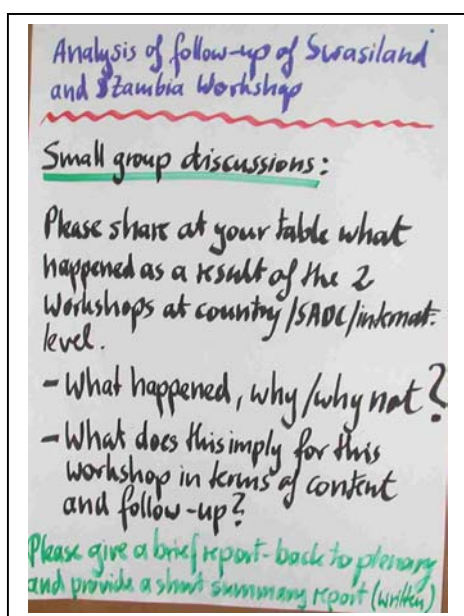 Analysis of follow-up of Swasiland
and Zambia Workshop
Small group discussions:
Please share at your table what
happened as a result of the 2
Workshops at country/SADC/internat.
level.
- What happened, why/why not?
- What does this imply for this
workshop in terms of content
and follow-up?
Please give a brief report-back to plenary
and provide a short summary report (written)